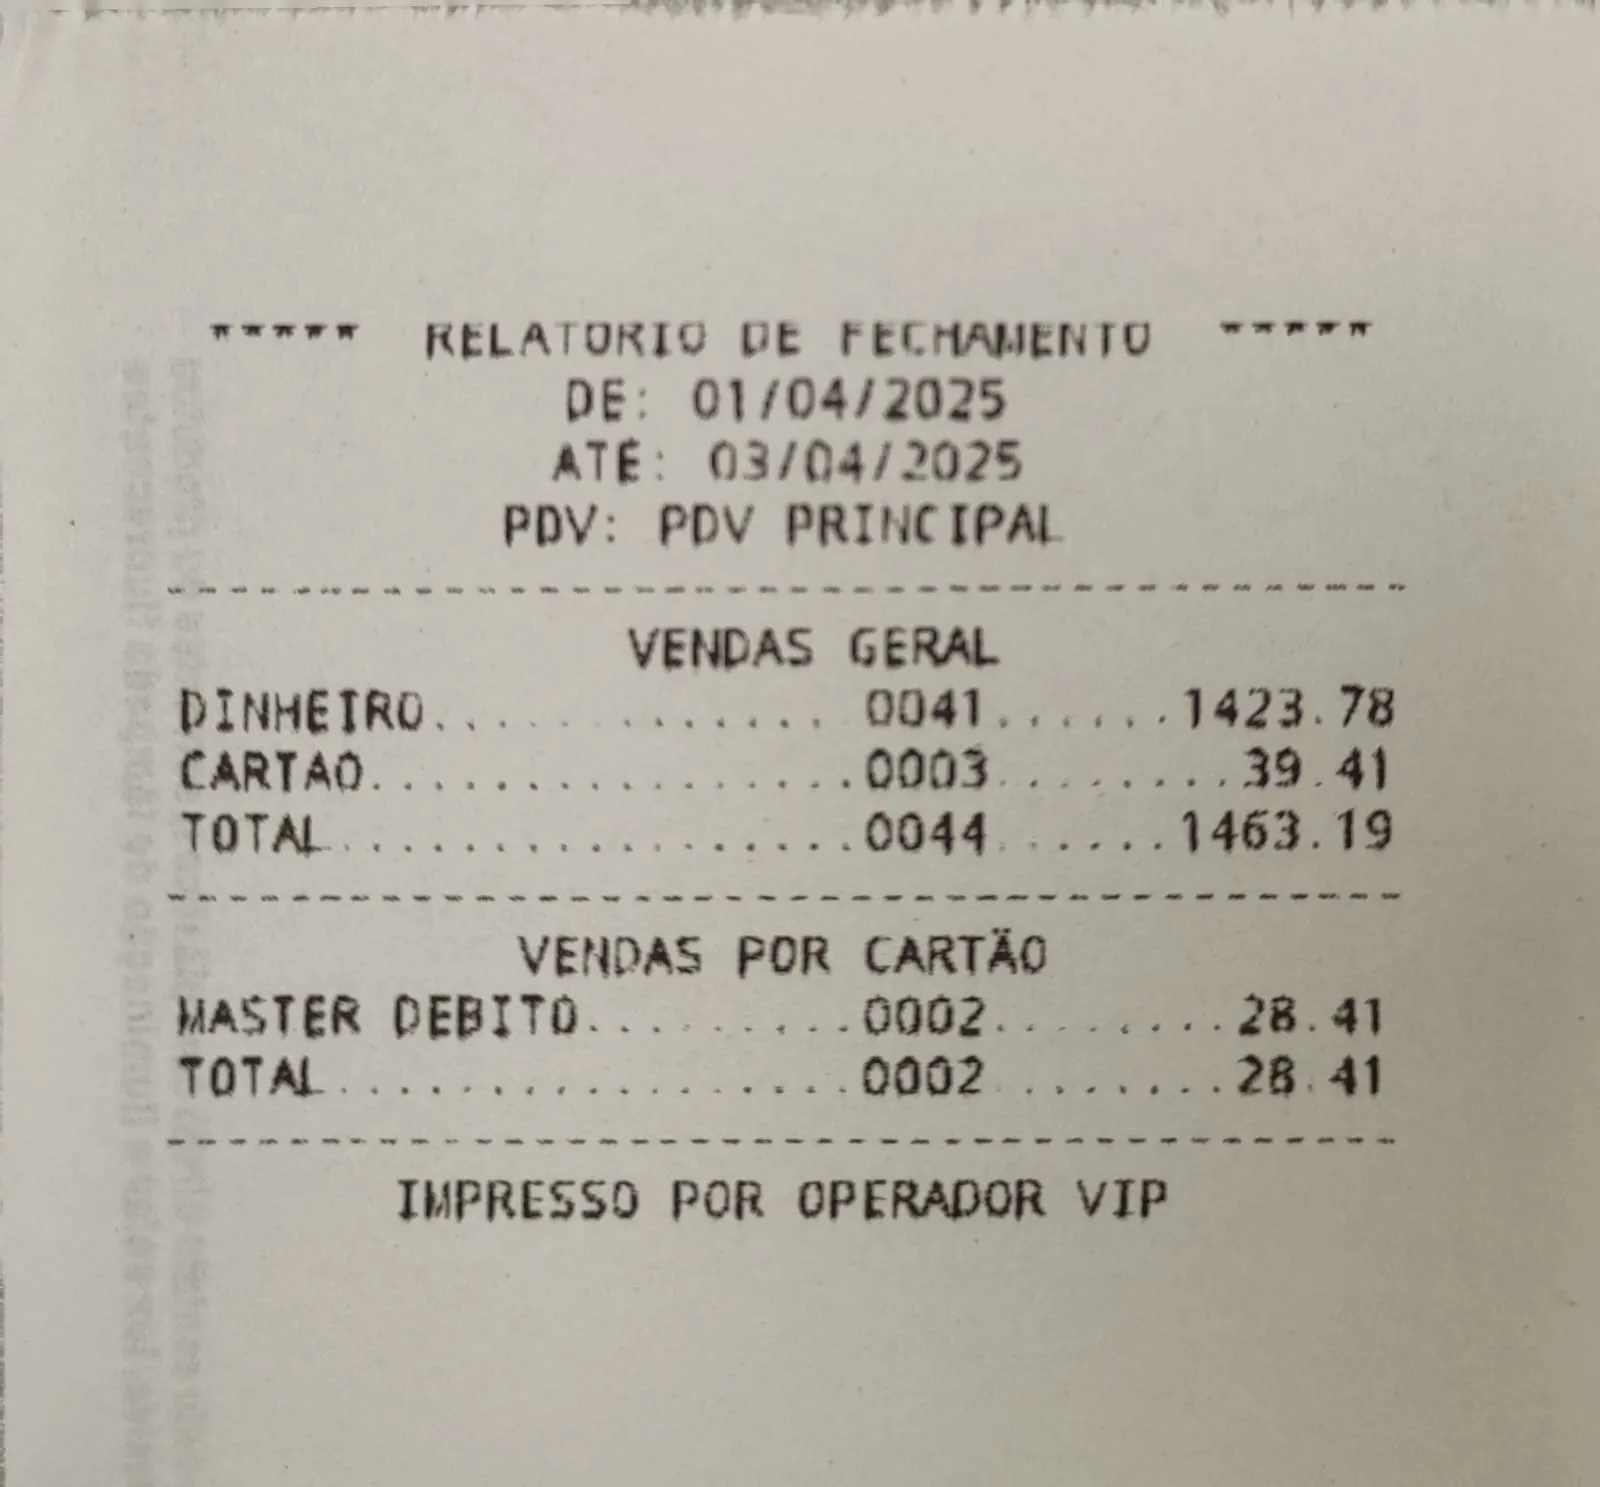 ***** RELATORIO DE FECHAMENTO *****
DE: 01/04/2025
ATÉ: 03/04/2025
PDV: PDV PRINCIPAL
----------------------------------------
VENDAS GERAL
DINHEIRO.............0041......1423.78
CARTAO................0003........39.41
TOTAL.................0044......1463.19
----------------------------------------
VENDAS POR CARTÃO
MASTER DEBITO.........0002........28.41
TOTAL.................0002........28.41
----------------------------------------
IMPRESSO POR OPERADOR VIP